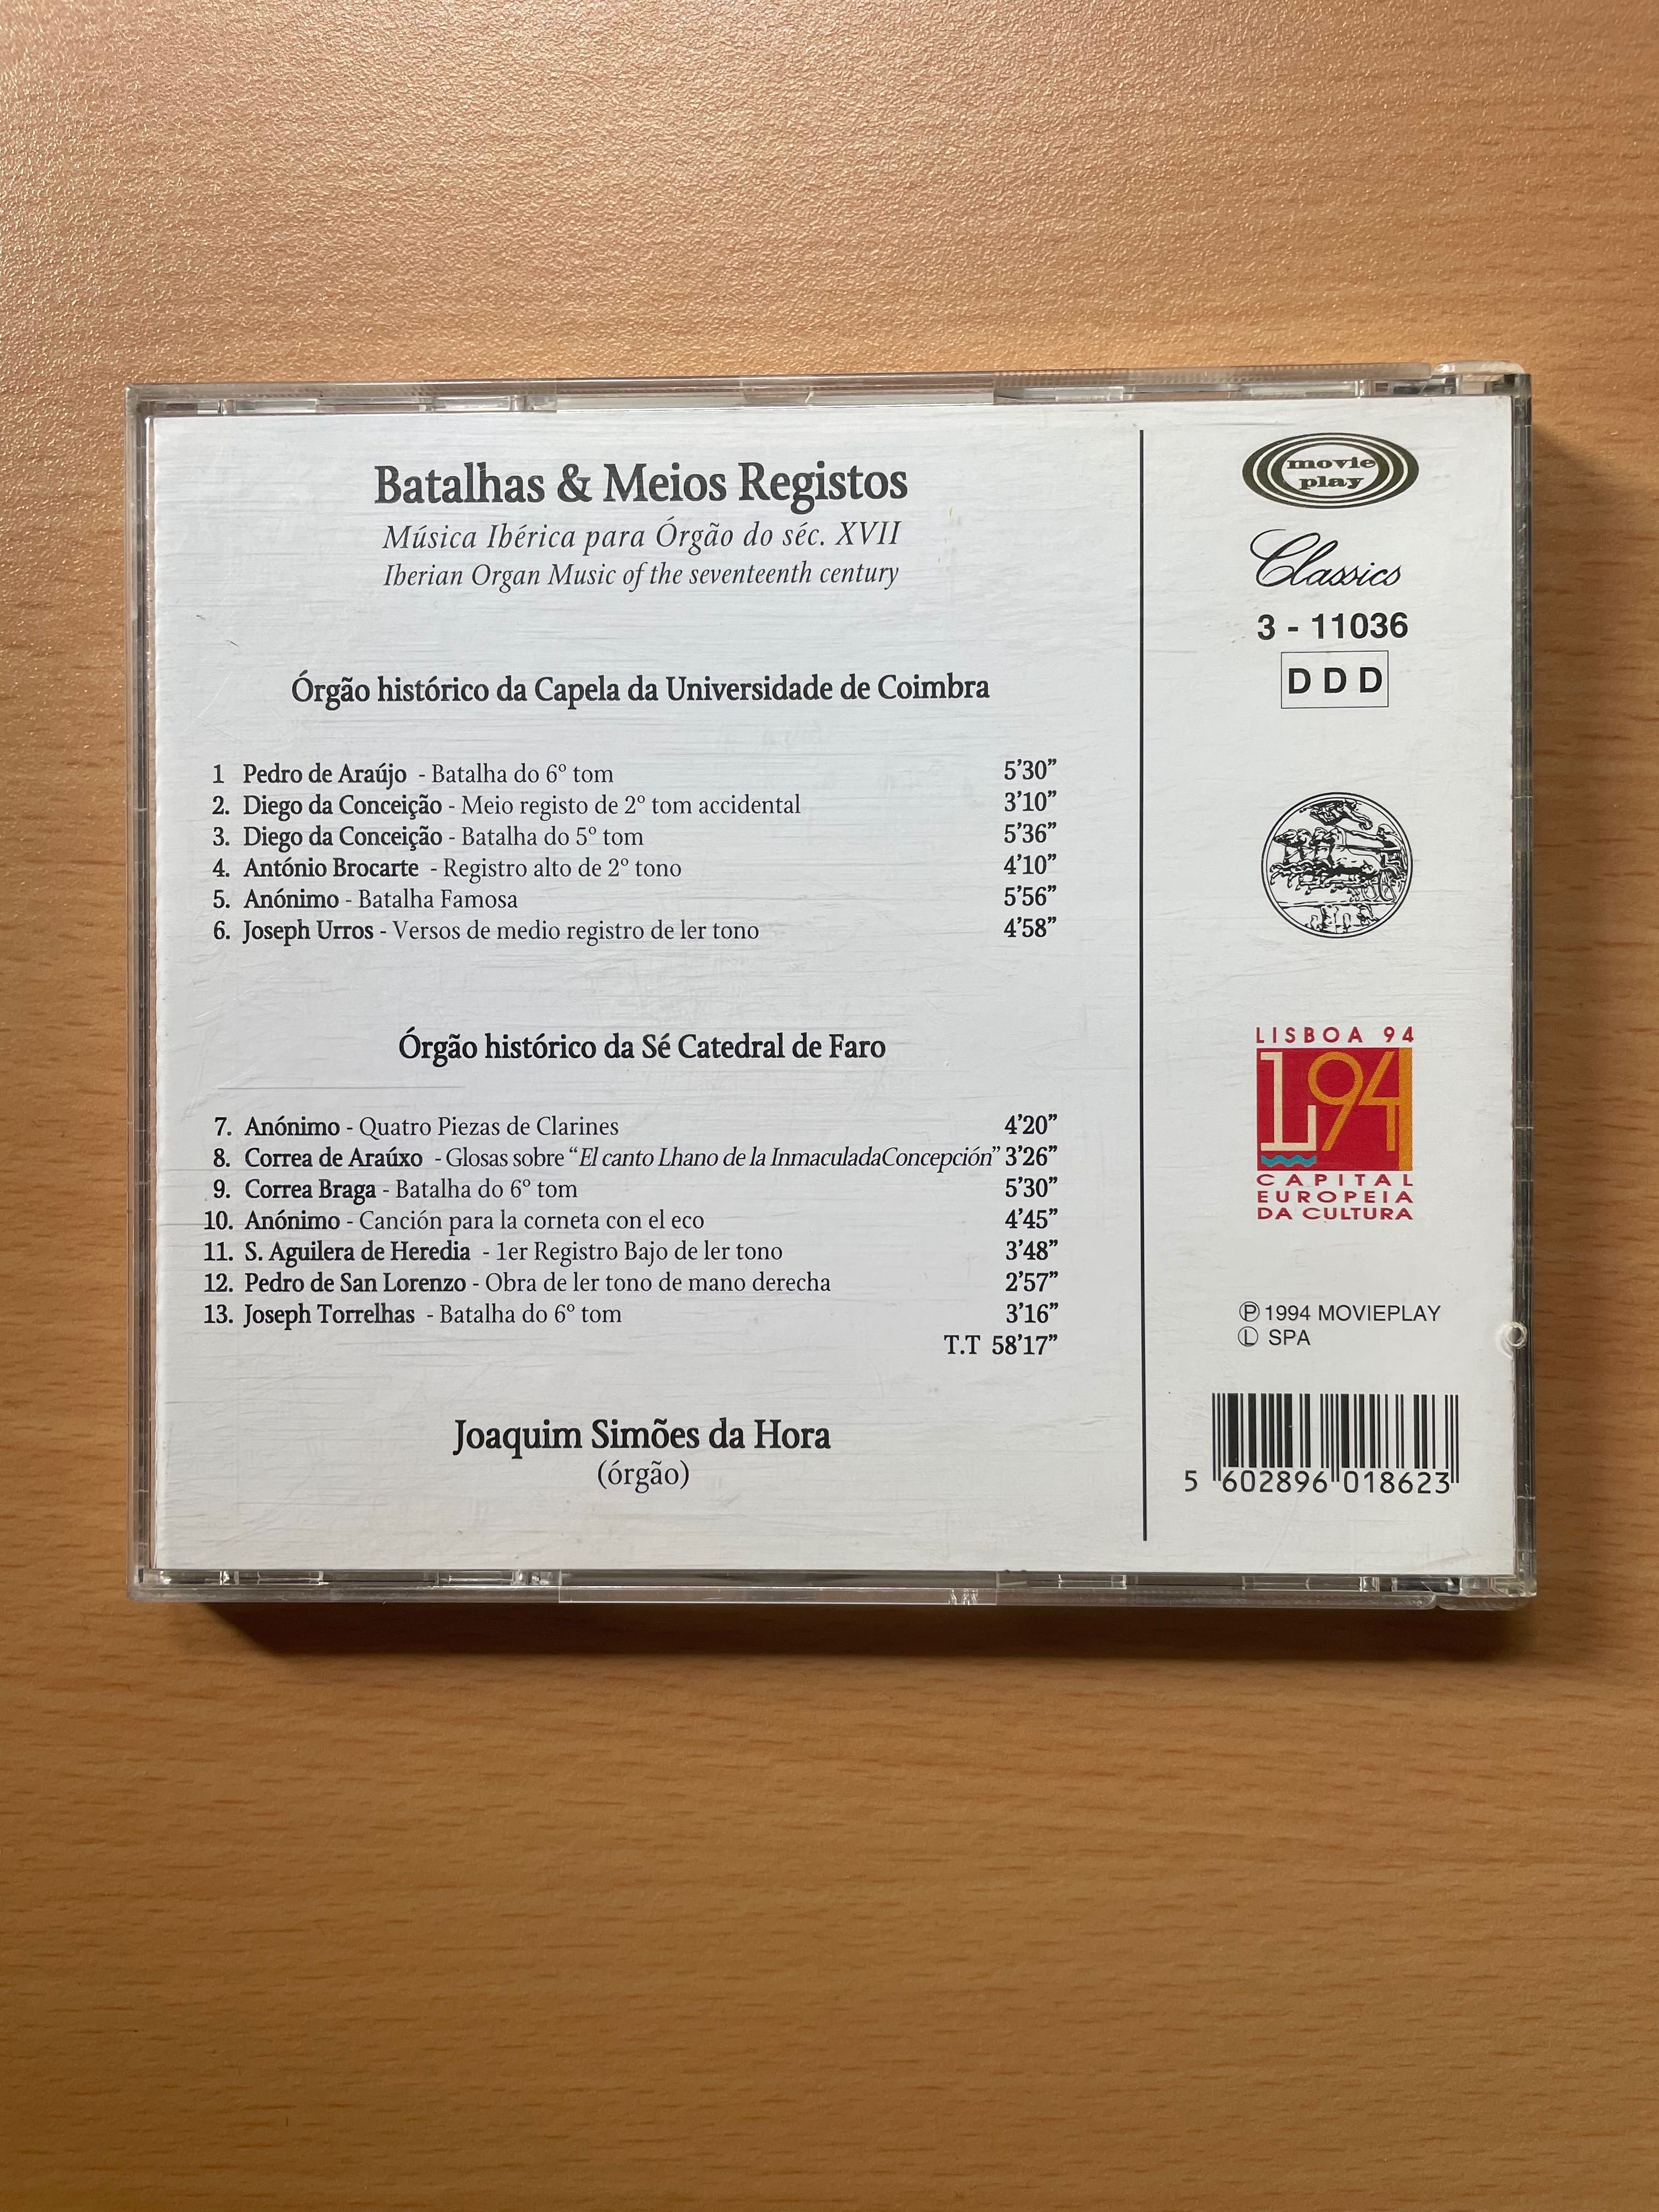 Batalhas & Meios Registos
Música Ibérica para Órgão do séc. XVII
Iberian Organ Music of the seventeenth century
Órgão histórico da Capela da Universidade de Coimbra
1 Pedro de Araújo - Batalha do 6º tom 5’30”
2. Diego da Conceição - Meio registo de 2º tom accidental 3’10”
3. Diego da Conceição - Batalha do 5º tom 5’36”
4. António Brocarte - Registro alto de 2º tono 4’10”
5. Anónimo - Batalha Famosa 5’56”
6. Joseph Urros - Versos de medio registro de ler tono 4’58”
Órgão histórico da Sé Catedral de Faro
7. Anónimo - Quatro Piezas de Clarines 4’20”
8. Correa de Araúxo - Glosas sobre “El canto Lhano de la InmaculadaConcepción” 3’26”
9. Correa Braga - Batalha do 6º tom 5’30”
10. Anónimo - Canción para la corneta con el eco 4’45”
11. S. Aguilera de Heredia - 1er Registro Bajo de ler tono 3’48”
12. Pedro de San Lorenzo - Obra de ler tono de mano derecha 2’57”
13. Joseph Torrelhas - Batalha do 6º tom 3’16”
T.T 58’17”
Joaquim Simões da Hora
(órgão)
movie
play
Classics
3 - 11036
D D D
LISBOA 94
L94
CAPITAL
EUROPEIA
DA CULTURA
Ⓟ 1994 MOVIEPLAY
Ⓛ SPA
5 602896 018623